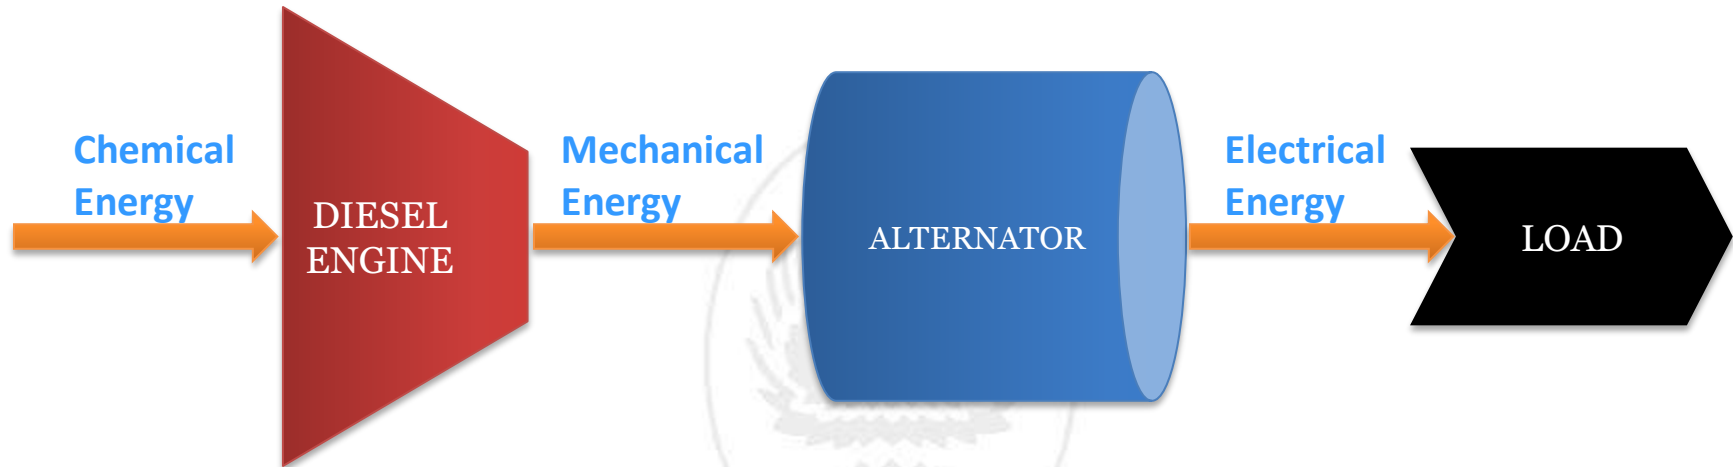 Chemical
Energy
DIESEL
ENGINE
Mechanical
Energy
ALTERNATOR
Electrical
Energy
LOAD